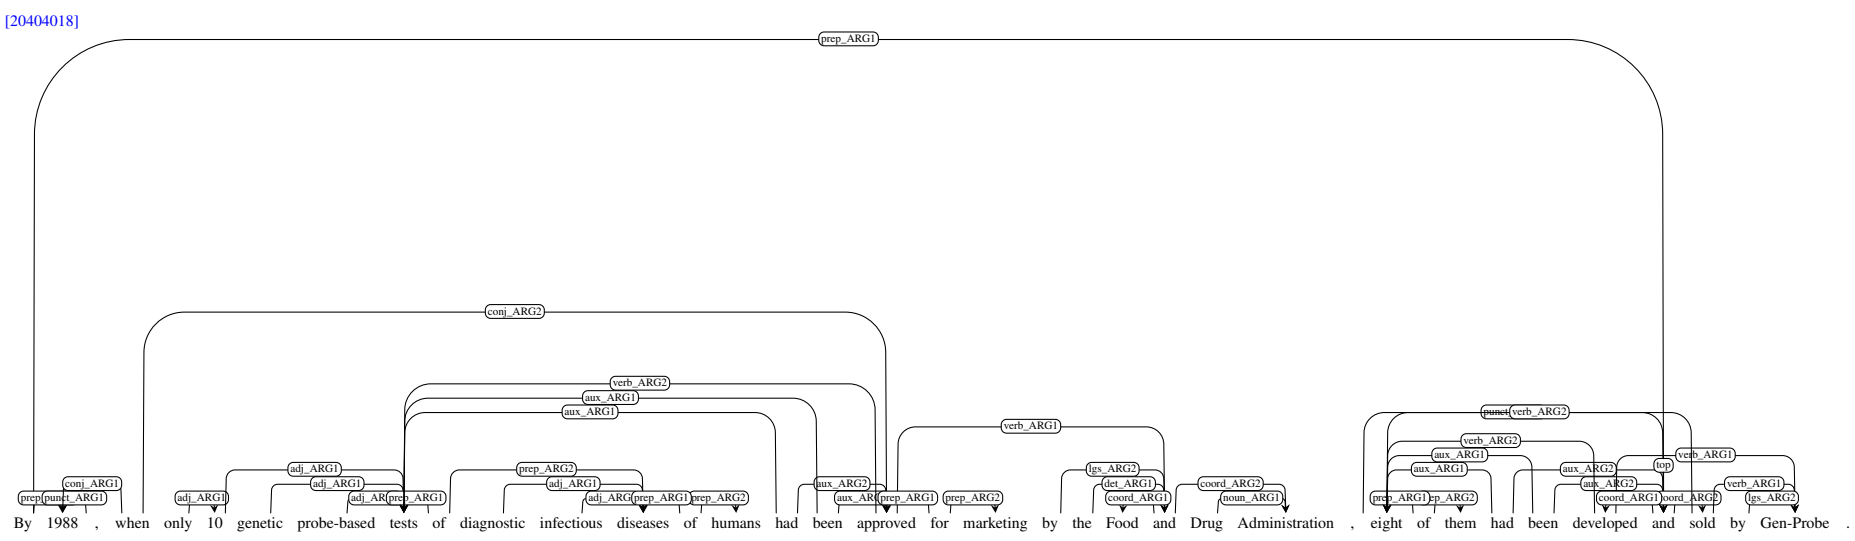 [20404018]
prep_ARG1
conj_ARG2
verb_ARG2
aux_ARG1
aux_ARG1 punct verb_ARG2
verb_ARG1
verb_ARG2
aux_ARG1 verb_ARG1
adj_ARG1 prep_ARG2 lgs_ARG2 aux_ARG1 aux_ARG2 top
conj_ARG1 adj_ARG1 adj_ARG1 aux_ARG2 det_ARG1 coord_ARG2 aux_ARG2 verb_ARG1
prep punct_ARG1 adj_ARG1 prep_ARG1 prep_ARG1 prep_ARG2 prep_ARG1 prep_ARG2 coord_ARG1 noun_ARG1 prep_ARG1 coord_ARG1 lgs_ARG2
By 1988 , when only 10 genetic probe-based tests of diagnostic infectious diseases of humans had been approved for marketing by the Food and Drug Administration , eight of them had been developed and sold by Gen-Probe .